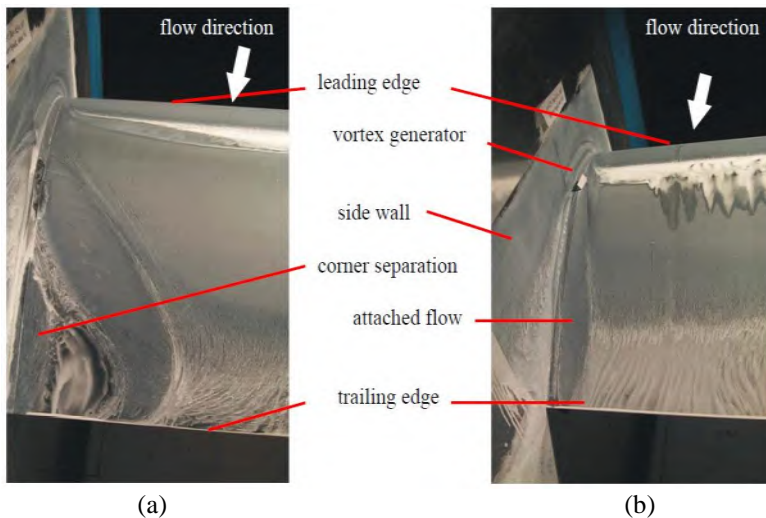 flow direction
flow direction
leading edge
vortex generator
side wall
corner separation
attached flow
trailing edge
(a)
(b)